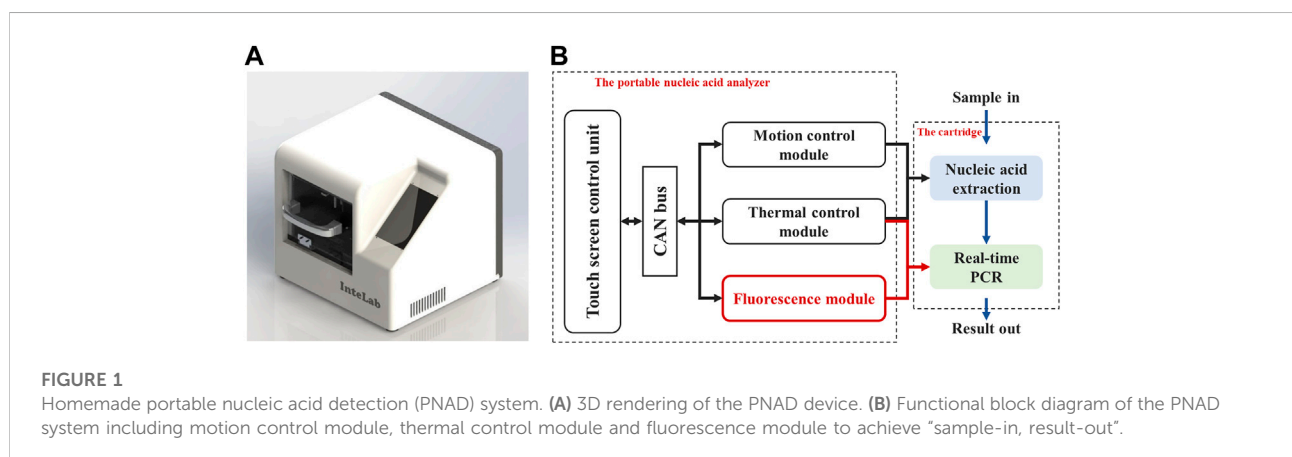 A
B
InteLab
The portable nucleic acid analyzer
Touch screen control unit
CAN bus
Motion control
module
Thermal control
module
Fluorescence module
Sample in
The cartridge
Nucleic acid
extraction
Real-time
PCR
Result out
FIGURE 1
Homemade portable nucleic acid detection (PNAD) system. (A) 3D rendering of the PNAD device. (B) Functional block diagram of the PNAD
system including motion control module, thermal control module and fluorescence module to achieve “sample-in, result-out”.